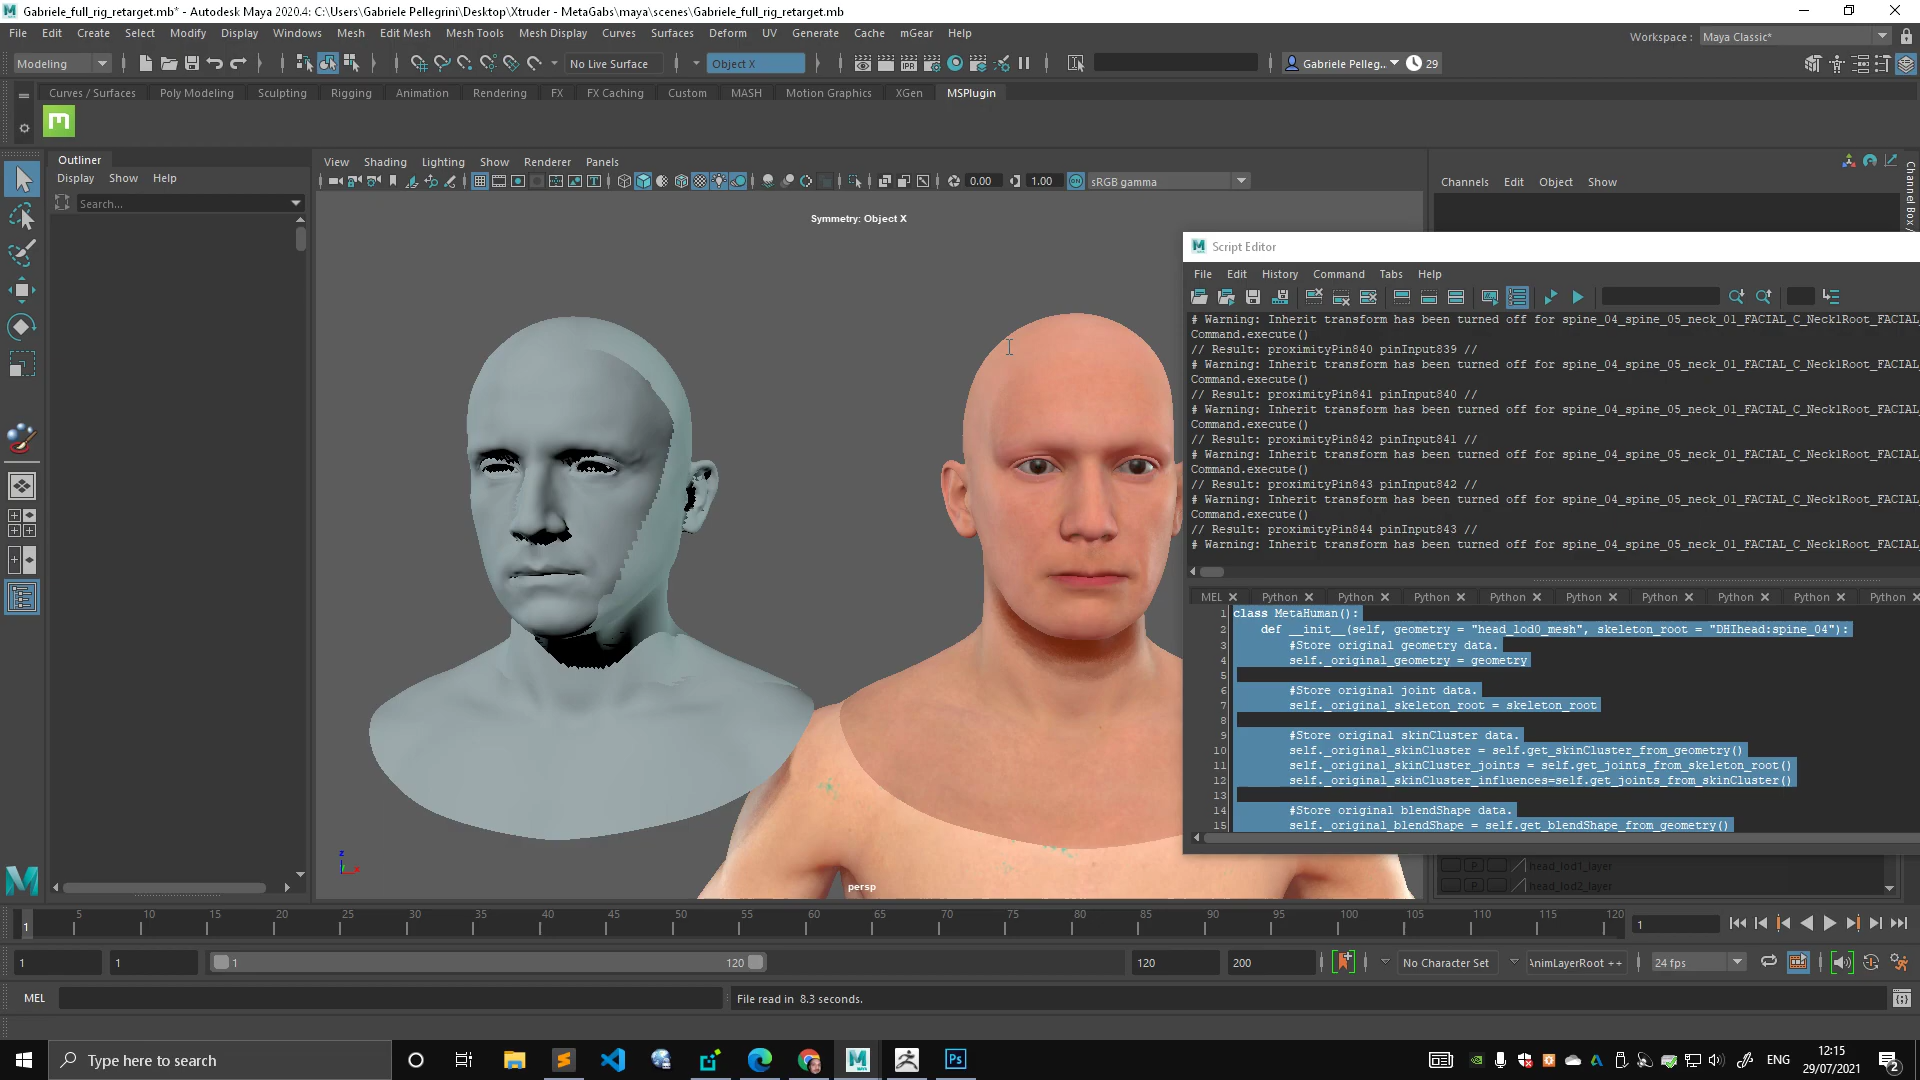 Gabriele_full_rig_retarget.mb* - Autodesk Maya 2020.4: C:\Users\Gabriele Pellegrini\Desktop\Xtruder - MetaGabs\maya\scenes\Gabriele_full_rig_retarget.mb
File Edit Create Select Modify Display Windows Mesh Edit Mesh Mesh Tools Mesh Display Curves Surfaces Deform UV Generate Cache mGear Help
Workspace : Maya Classic*
Modeling No Live Surface Object X Gabriele Pelleg.. 29
Curves / Surfaces Poly Modeling Sculpting Rigging Animation Rendering FX FX Caching Custom MASH Motion Graphics XGen MSPlugin
Outliner
Display Show Help
Search...
View Shading Lighting Show Renderer Panels
0.00 1.00 sRGB gamma
Channels Edit Object Show
Channel Box /
Symmetry: Object X
Script Editor
File Edit History Command Tabs Help
# Warning: Inherit transform has been turned off for spine_04_spine_05_neck_01_FACIAL_C_Neck1Root_FACIAL_
Command.execute()
// Result: proximityPin840 pinInput839 //
# Warning: Inherit transform has been turned off for spine_04_spine_05_neck_01_FACIAL_C_Neck1Root_FACIAL_
Command.execute()
// Result: proximityPin841 pinInput840 //
# Warning: Inherit transform has been turned off for spine_04_spine_05_neck_01_FACIAL_C_Neck1Root_FACIAL_
Command.execute()
// Result: proximityPin842 pinInput841 //
# Warning: Inherit transform has been turned off for spine_04_spine_05_neck_01_FACIAL_C_Neck1Root_FACIAL_
Command.execute()
// Result: proximityPin843 pinInput842 //
# Warning: Inherit transform has been turned off for spine_04_spine_05_neck_01_FACIAL_C_Neck1Root_FACIAL_
Command.execute()
// Result: proximityPin844 pinInput843 //
# Warning: Inherit transform has been turned off for spine_04_spine_05_neck_01_FACIAL_C_Neck1Root_FACIAL_
MEL Python Python Python Python Python Python Python Python Python
1 class MetaHuman():
2 def __init__(self, geometry = "head_lod0_mesh", skeleton_root = "DHIhead:spine_04"):
3 #Store original geometry data.
4 self._original_geometry = geometry
5
6 #Store original joint data.
7 self._original_skeleton_root = skeleton_root
8
9 #Store original skinCluster data.
10 self._original_skinCluster = self.get_skinCluster_from_geometry()
11 self._original_skinCluster_joints = self.get_joints_from_skeleton_root()
12 self._original_skinCluster_influences=self.get_joints_from_skinCluster()
13
14 #Store original blendShape data.
15 self._original_blendShape = self.get_blendShape_from_geometry()
P head_lod1_layer
P head_lod2_layer
z
x
persp
1 5 10 15 20 25 30 35 40 45 50 55 60 65 70 75 80 85 90 95 100 105 110 115 120 1
1 1 1 120 120 200 No Character Set AnimLayerRoot ++ 24 fps
MEL File read in 8.3 seconds.
Type here to search
Ps
ENG
12:15
29/07/2021
2